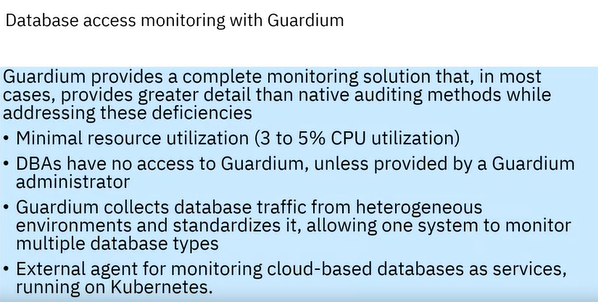 Database access monitoring with Guardium
Guardium provides a complete monitoring solution that, in most
cases, provides greater detail than native auditing methods while
addressing these deficiencies
• Minimal resource utilization (3 to 5% CPU utilization)
• DBAs have no access to Guardium, unless provided by a Guardium
administrator
• Guardium collects database traffic from heterogeneous
environments and standardizes it, allowing one system to monitor
multiple database types
• External agent for monitoring cloud-based databases as services,
running on Kubernetes.